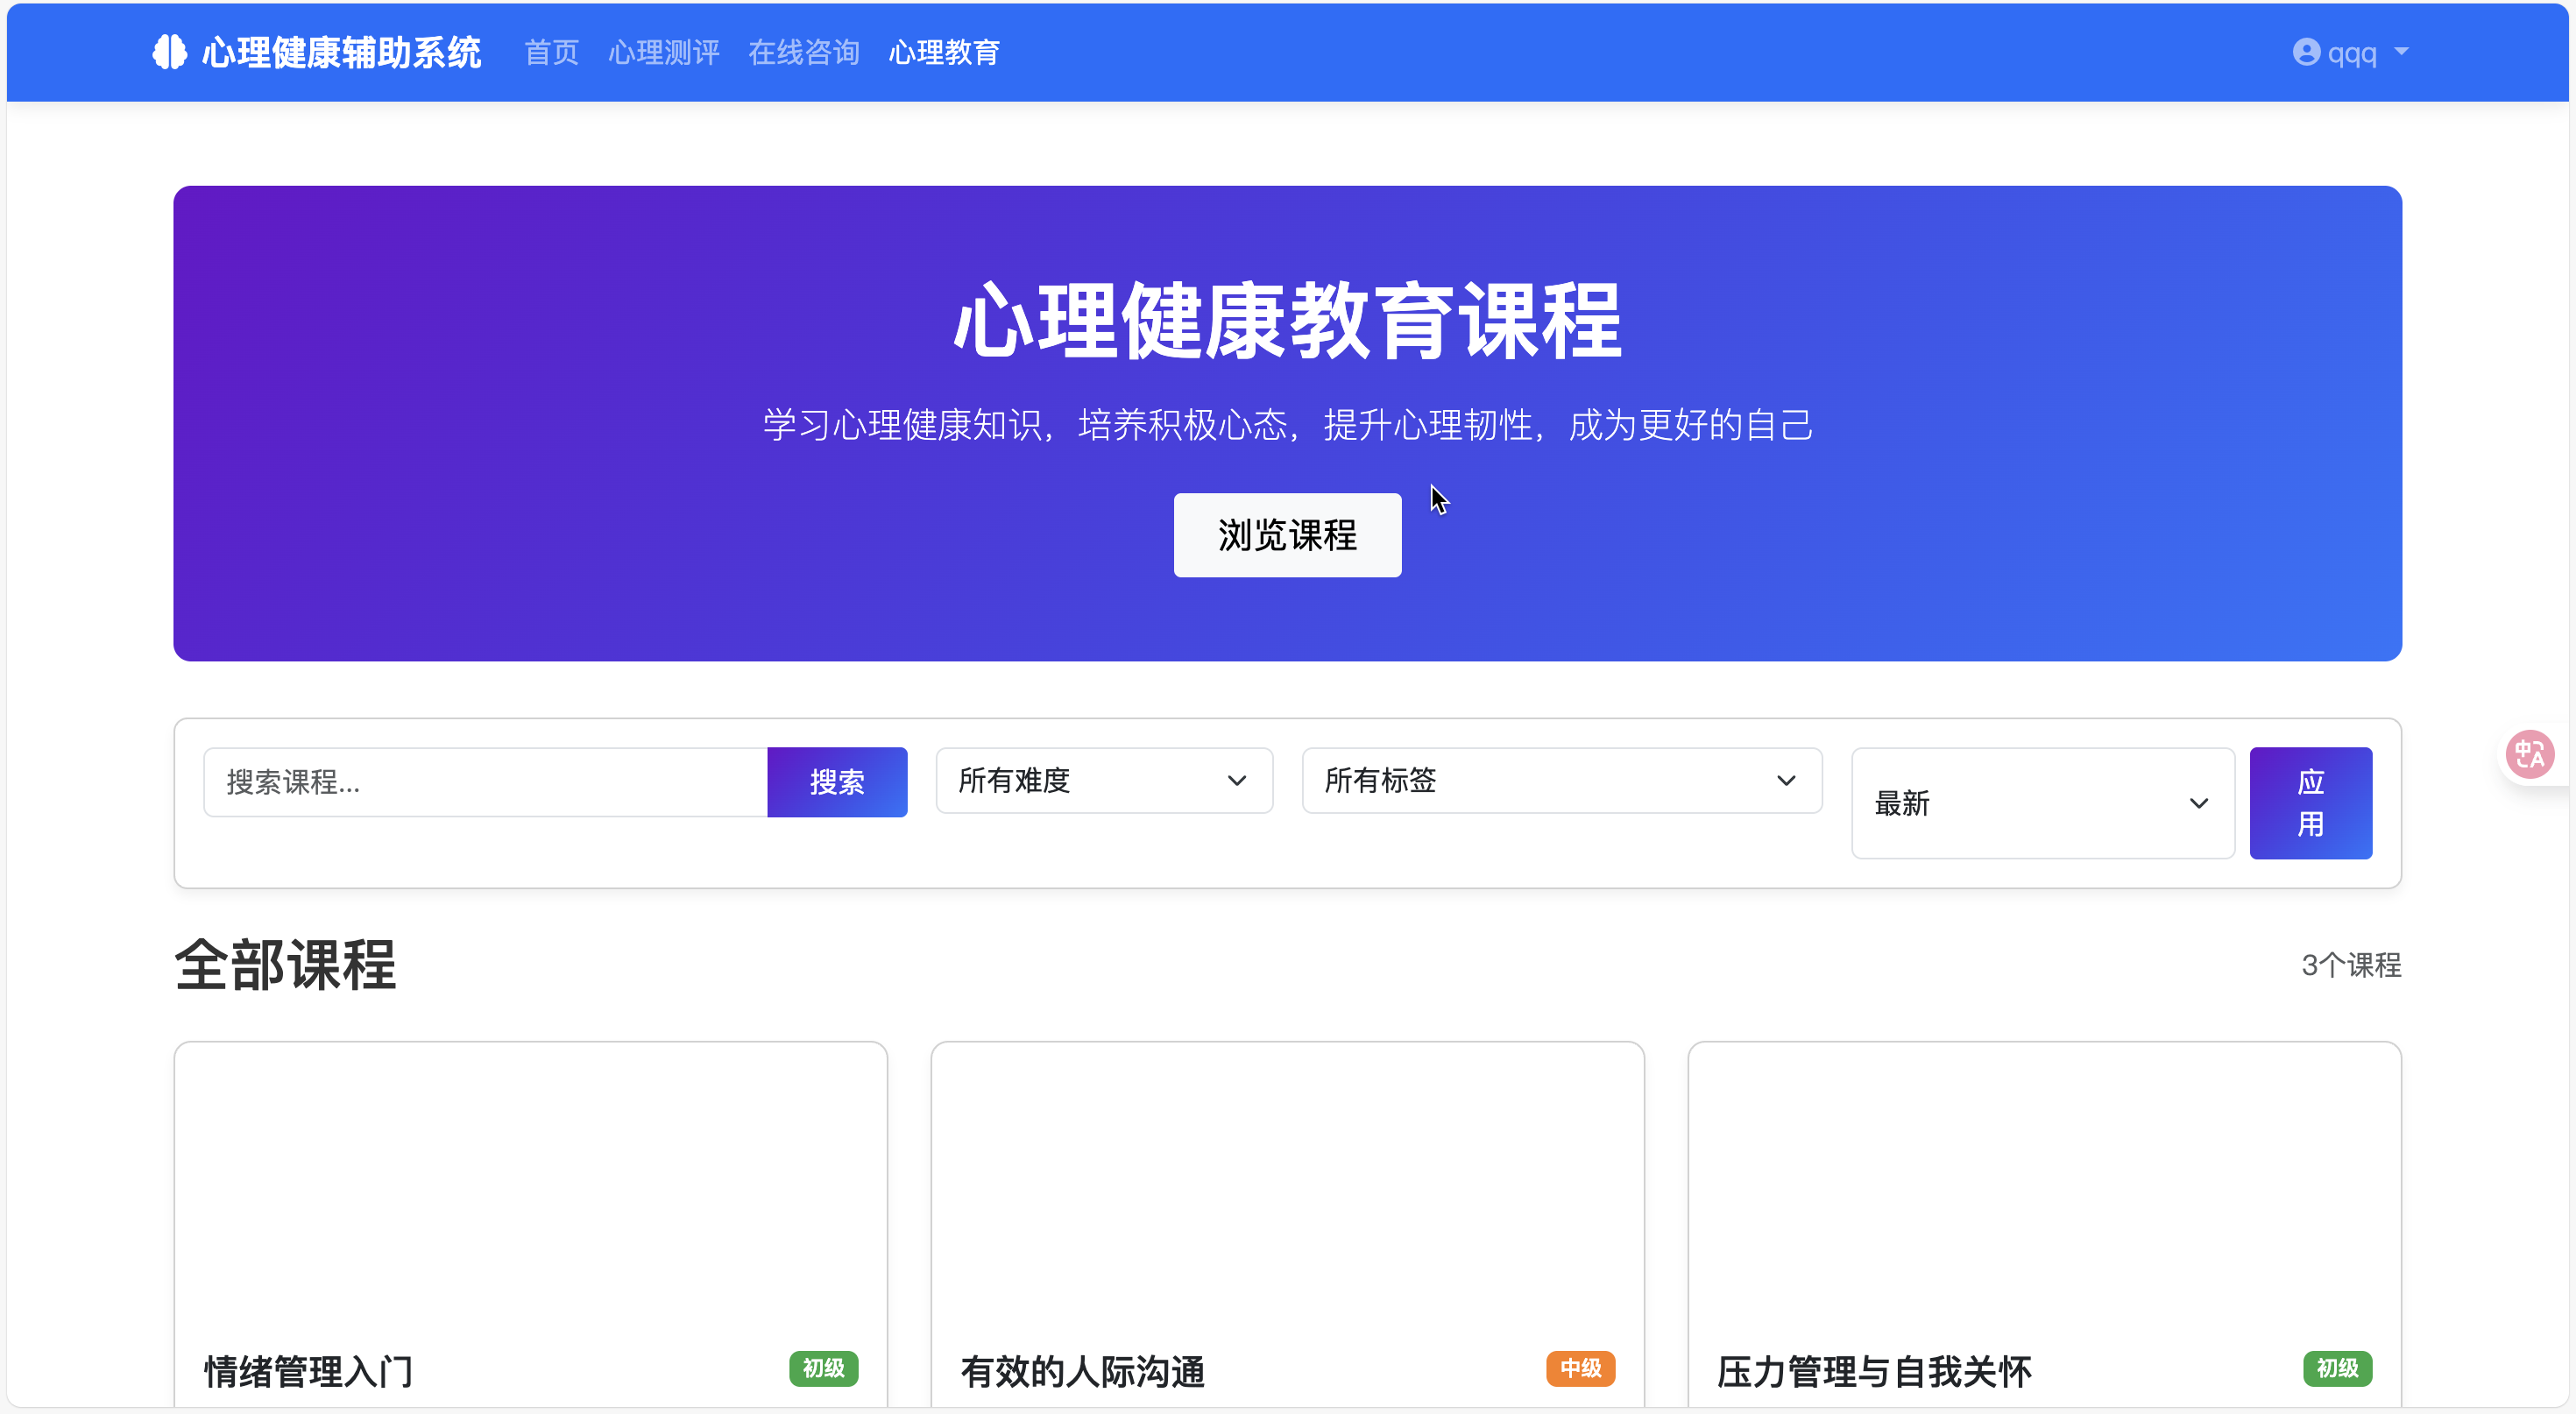 心理健康辅助系统 首页 心理测评 在线咨询 心理教育 qqq
心理健康教育课程
学习心理健康知识，培养积极心态，提升心理韧性，成为更好的自己
浏览课程
搜索课程... 搜索 所有难度 所有标签 最新 应用
中A
全部课程 3个课程
情绪管理入门 初级 有效的人际沟通 中级 压力管理与自我关怀 初级